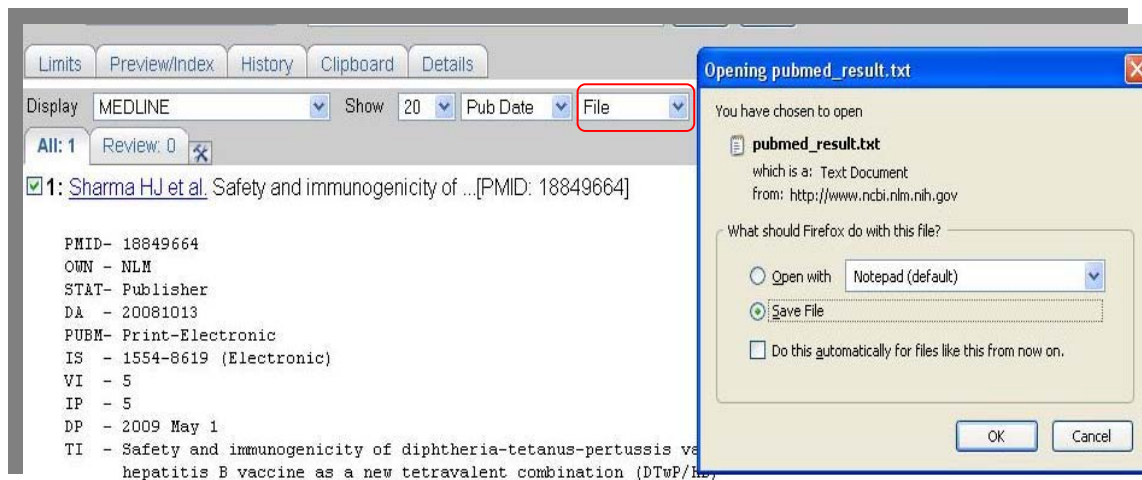 Limits Preview/Index History Clipboard Details
Display MEDLINE Show 20 Pub Date File
All: 1 Review: 0
1: Sharma HJ et al. Safety and immunogenicity of ...[PMID: 18849664]
PMID- 18849664
OWN - NLM
STAT- Publisher
DA - 20081013
PUBM- Print-Electronic
IS - 1554-8619 (Electronic)
VI - 5
IP - 5
DP - 2009 May 1
TI - Safety and immunogenicity of diphtheria-tetanus-pertussis va
hepatitis B vaccine as a new tetravalent combination (DTwP/HB)
Opening pubmed_result.txt
You have chosen to open
pubmed_result.txt
which is a: Text Document
from: http://www.ncbi.nlm.nih.gov
What should Firefox do with this file?
Open with Notepad (default)
Save File
Do this automatically for files like this from now on.
OK Cancel